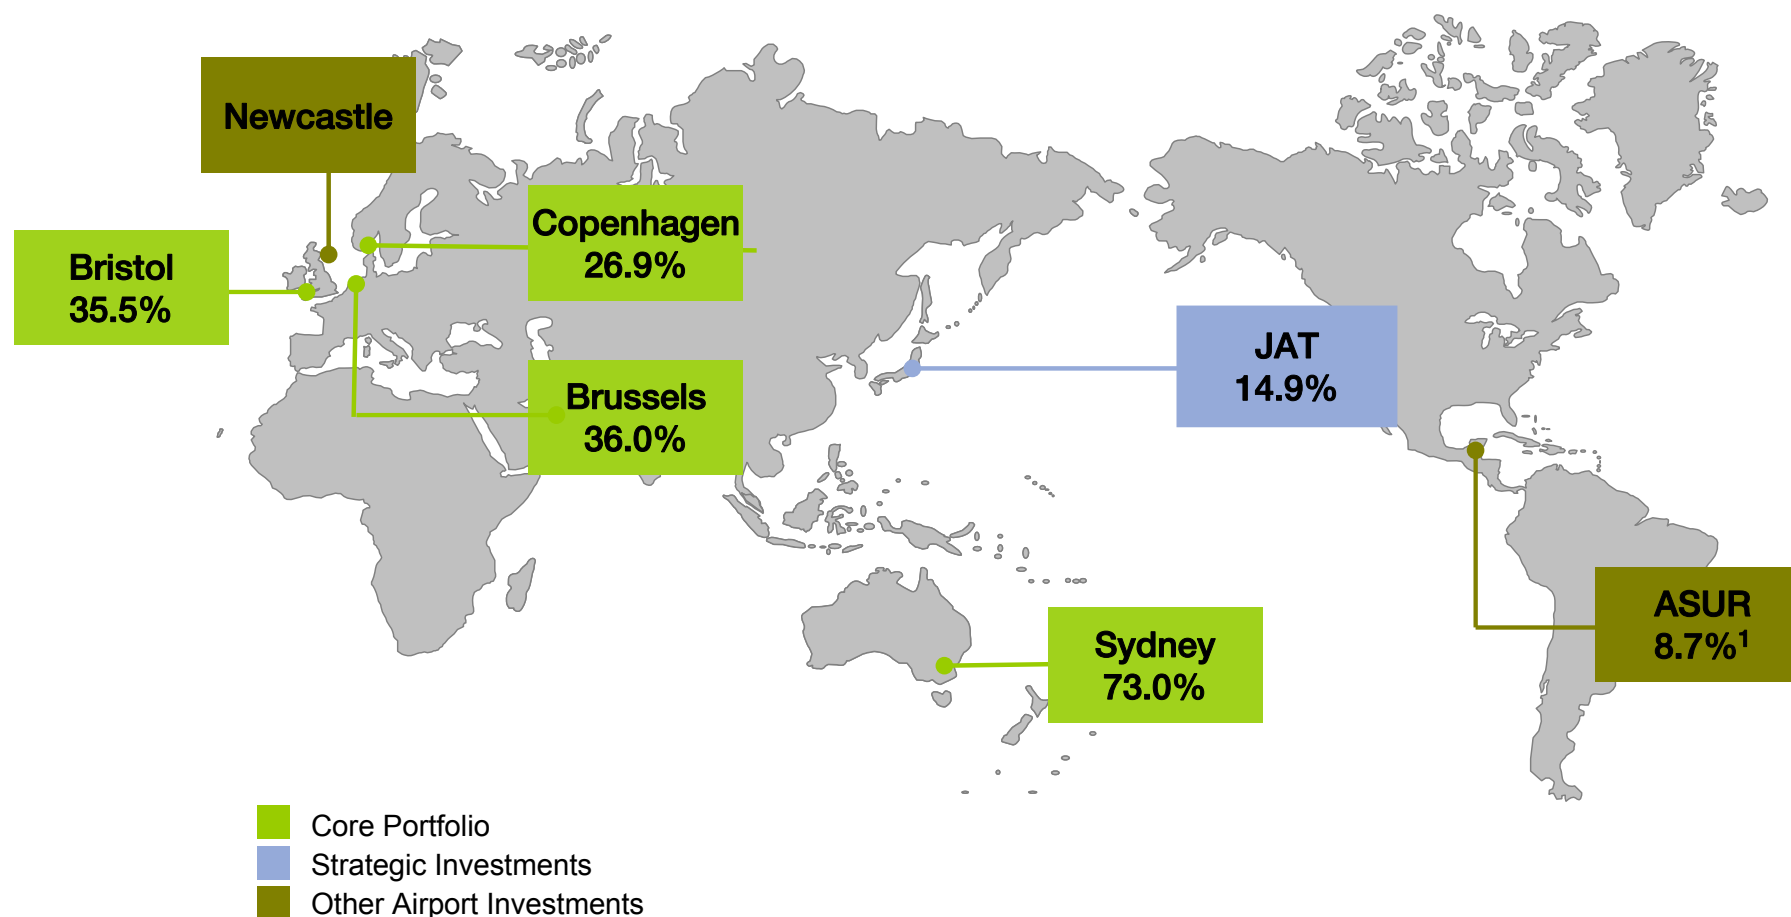 Newcastle
Copenhagen
26.9%
Bristol
35.5%
JAT
14.9%
Brussels
36.0%
ASUR
8.7%¹
Sydney
73.0%
Core Portfolio
Strategic Investments
Other Airport Investments